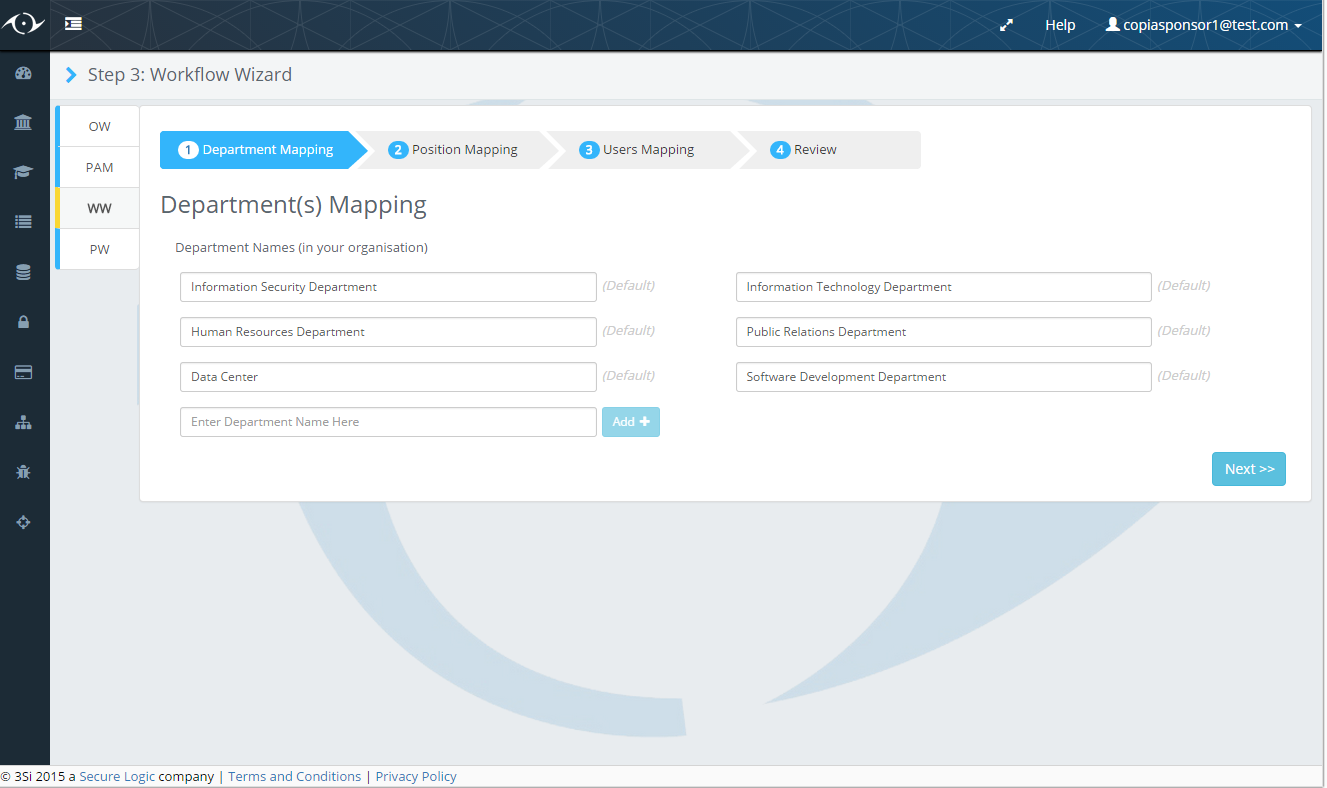 Help copiasponsor1@test.com
Step 3: Workflow Wizard
OW
PAM
WW
PW
1 Department Mapping 2 Position Mapping 3 Users Mapping 4 Review
Department(s) Mapping
Department Names (in your organisation)
Information Security Department (Default) Information Technology Department (Default)
Human Resources Department (Default) Public Relations Department (Default)
Data Center (Default) Software Development Department (Default)
Enter Department Name Here Add +
Next >>
© 3Si 2015 a Secure Logic company | Terms and Conditions | Privacy Policy